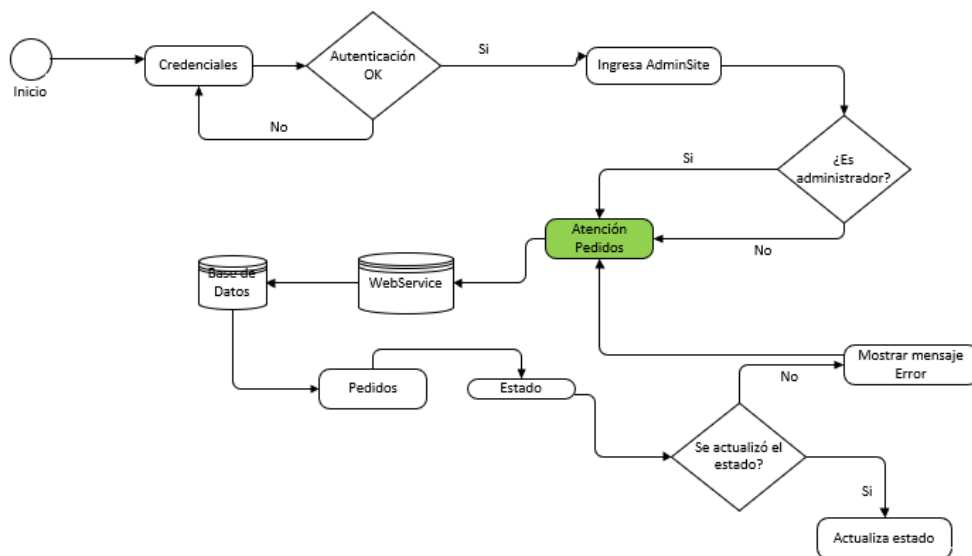 Inicio
Credenciales
Autenticación
OK
Si
No
Ingresa AdminSite
¿Es
administrador?
Si
No
Atención
Pedidos
WebService
Base de
Datos
Pedidos
Estado
Se actualizó el
estado?
No
Mostrar mensaje
Error
Si
Actualiza estado